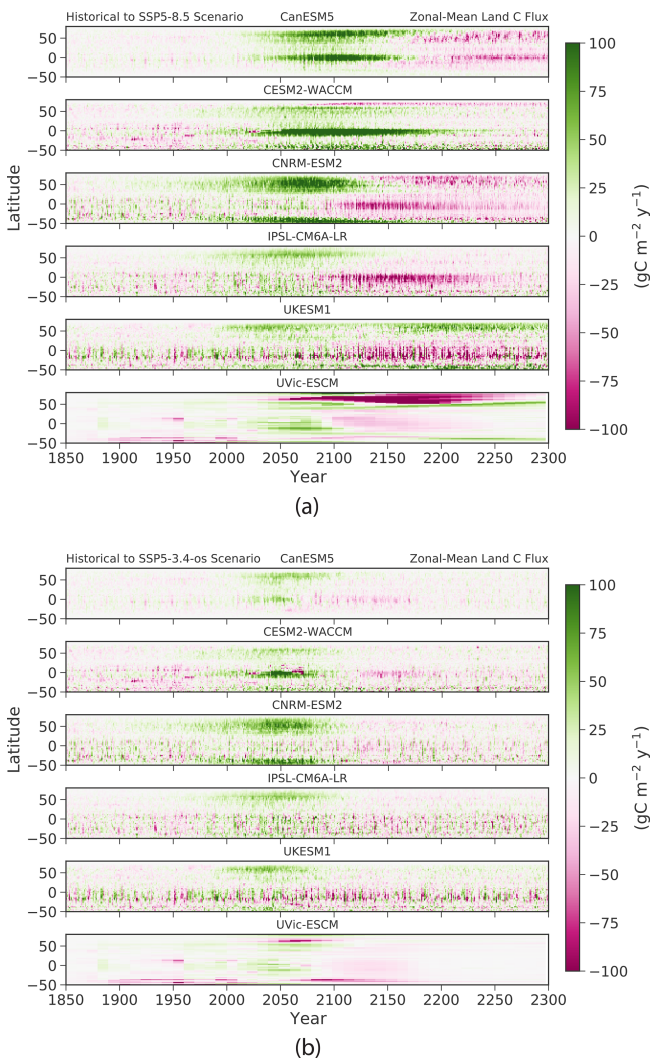 Historical to SSP5-8.5 Scenario CanESM5 Zonal-Mean Land C Flux
50
0
−50
CESM2-WACCM
50
0
−50
CNRM-ESM2
50
0
−50
IPSL-CM6A-LR
50
0
−50
UKESM1
50
0
−50
UVic-ESCM
50
0
−50
1850 1900 1950 2000 2050 2100 2150 2200 2250 2300
Year
Latitude
100
75
50
25
0
−25
−50
−75
−100
(gC m⁻² y⁻¹)
(a)
Historical to SSP5-3.4-os Scenario CanESM5 Zonal-Mean Land C Flux
50
0
−50
CESM2-WACCM
50
0
−50
CNRM-ESM2
50
0
−50
IPSL-CM6A-LR
50
0
−50
UKESM1
50
0
−50
UVic-ESCM
50
0
−50
1850 1900 1950 2000 2050 2100 2150 2200 2250 2300
Year
Latitude
100
75
50
25
0
−25
−50
−75
−100
(gC m⁻² y⁻¹)
(b)